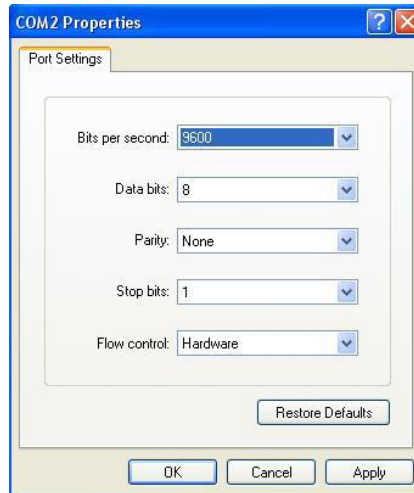 COM2 Properties
Port Settings
Bits per second: 9600
Data bits: 8
Parity: None
Stop bits: 1
Flow control: Hardware
Restore Defaults
OK Cancel Apply